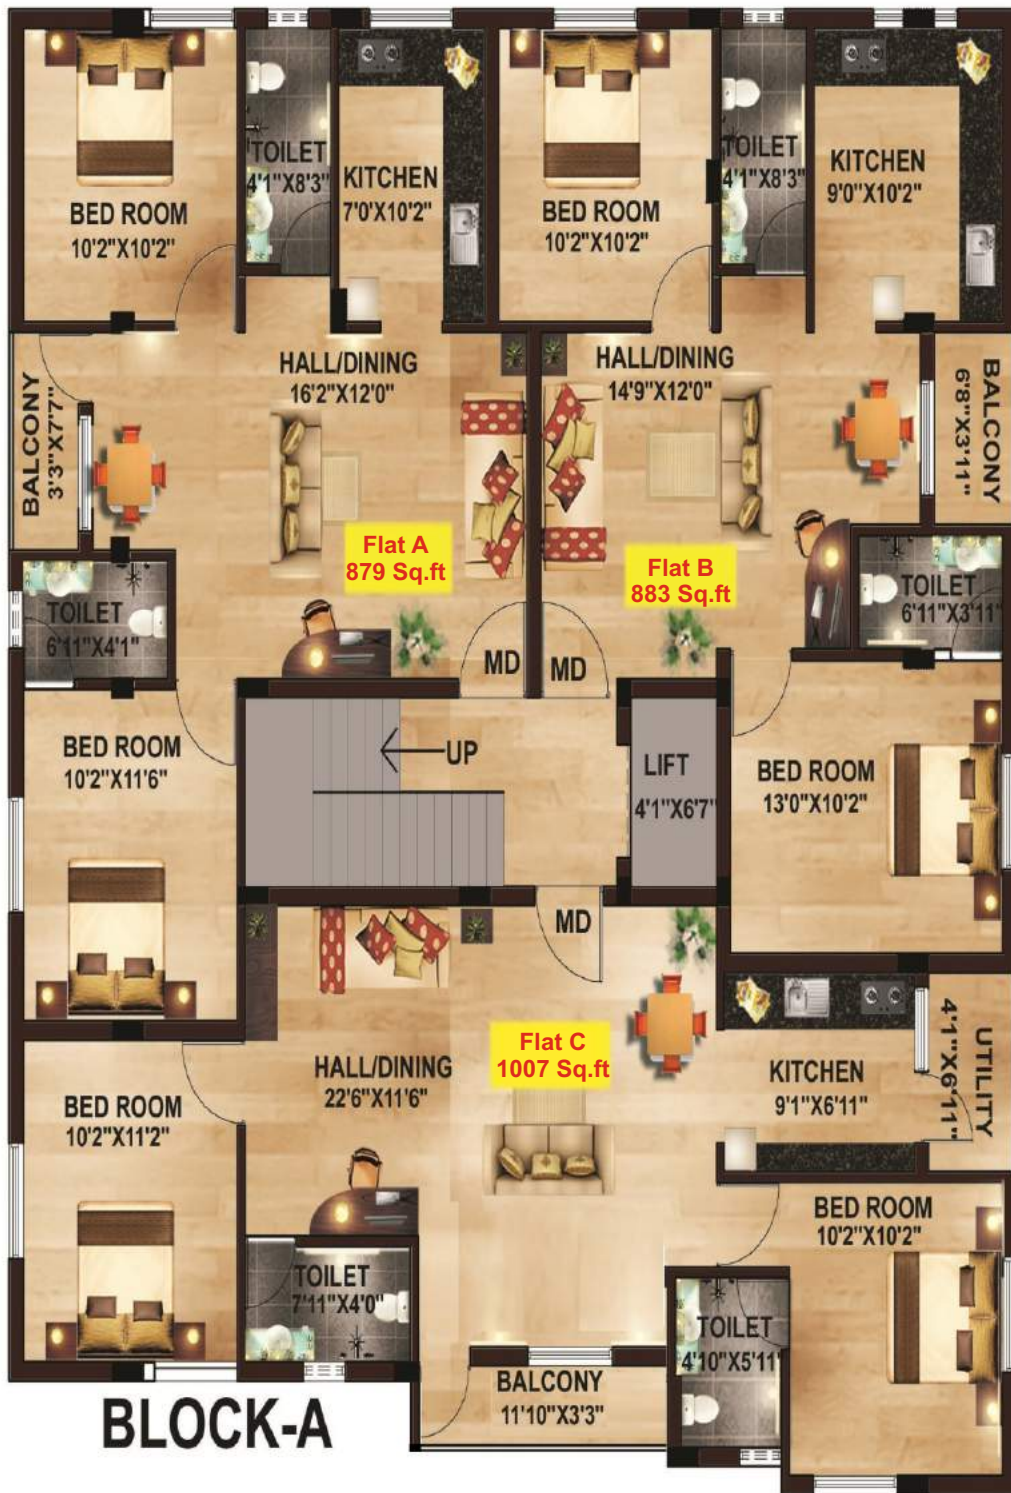 TOILET
4'1"X8'3"
KITCHEN
7'0'X10'2"
BED ROOM
10'2"X10'2"
TOILET
4'1"X8'3"
KITCHEN
9'0"X10'2"
BED ROOM
10'2"X10'2"
HALL/DINING
16'2"X12'0"
HALL/DINING
14'9"X12'0"
BALCONY
3'3"X7'7"
BALCONY
6'8"X3'11"
Flat A
879 Sq.ft
Flat B
883 Sq.ft
TOILET
6'11"X4'1"
TOILET
6'11"X3'11"
MD
MD
BED ROOM
10'2"X11'6"
UP
LIFT
4'1"X6'7"
BED ROOM
13'0"X10'2"
MD
Flat C
1007 Sq.ft
HALL/DINING
22'6"X11'6"
KITCHEN
9'1"X6'11"
UTILITY
4'1"X6'11"
BED ROOM
10'2"X11'2"
BED ROOM
10'2"X10'2"
TOILET
7'11"X4'0"
TOILET
4'10"X5'11"
BALCONY
11'10"X3'3"
BLOCK-A